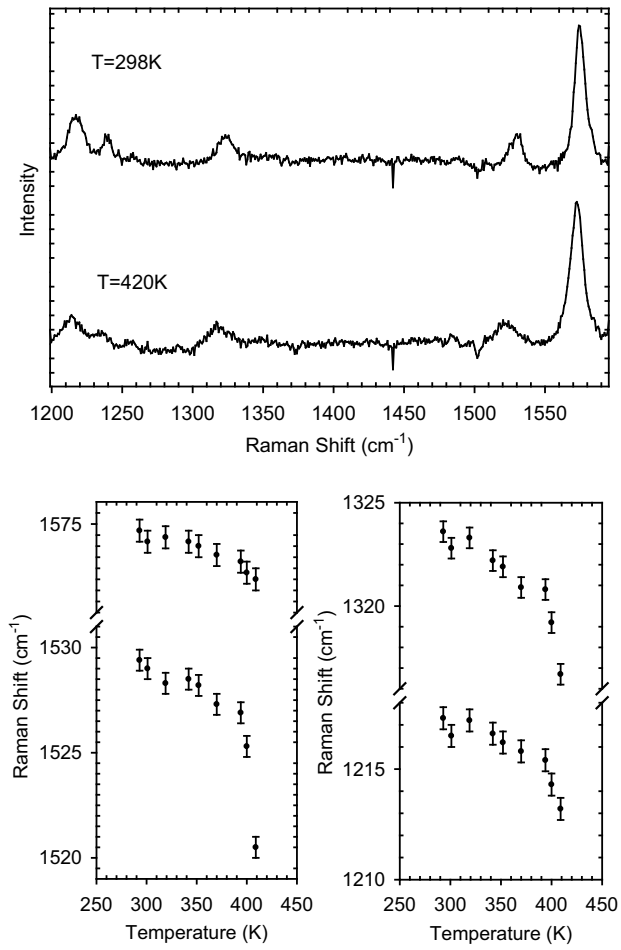 T=298K
T=420K
Intensity
1200 1250 1300 1350 1400 1450 1500 1550
Raman Shift (cm-1)
1575
1530
1525
1520
Raman Shift (cm-1)
250 300 350 400 450
Temperature (K)
1325
1320
1215
1210
Raman Shift (cm-1)
250 300 350 400 450
Temperature (K)